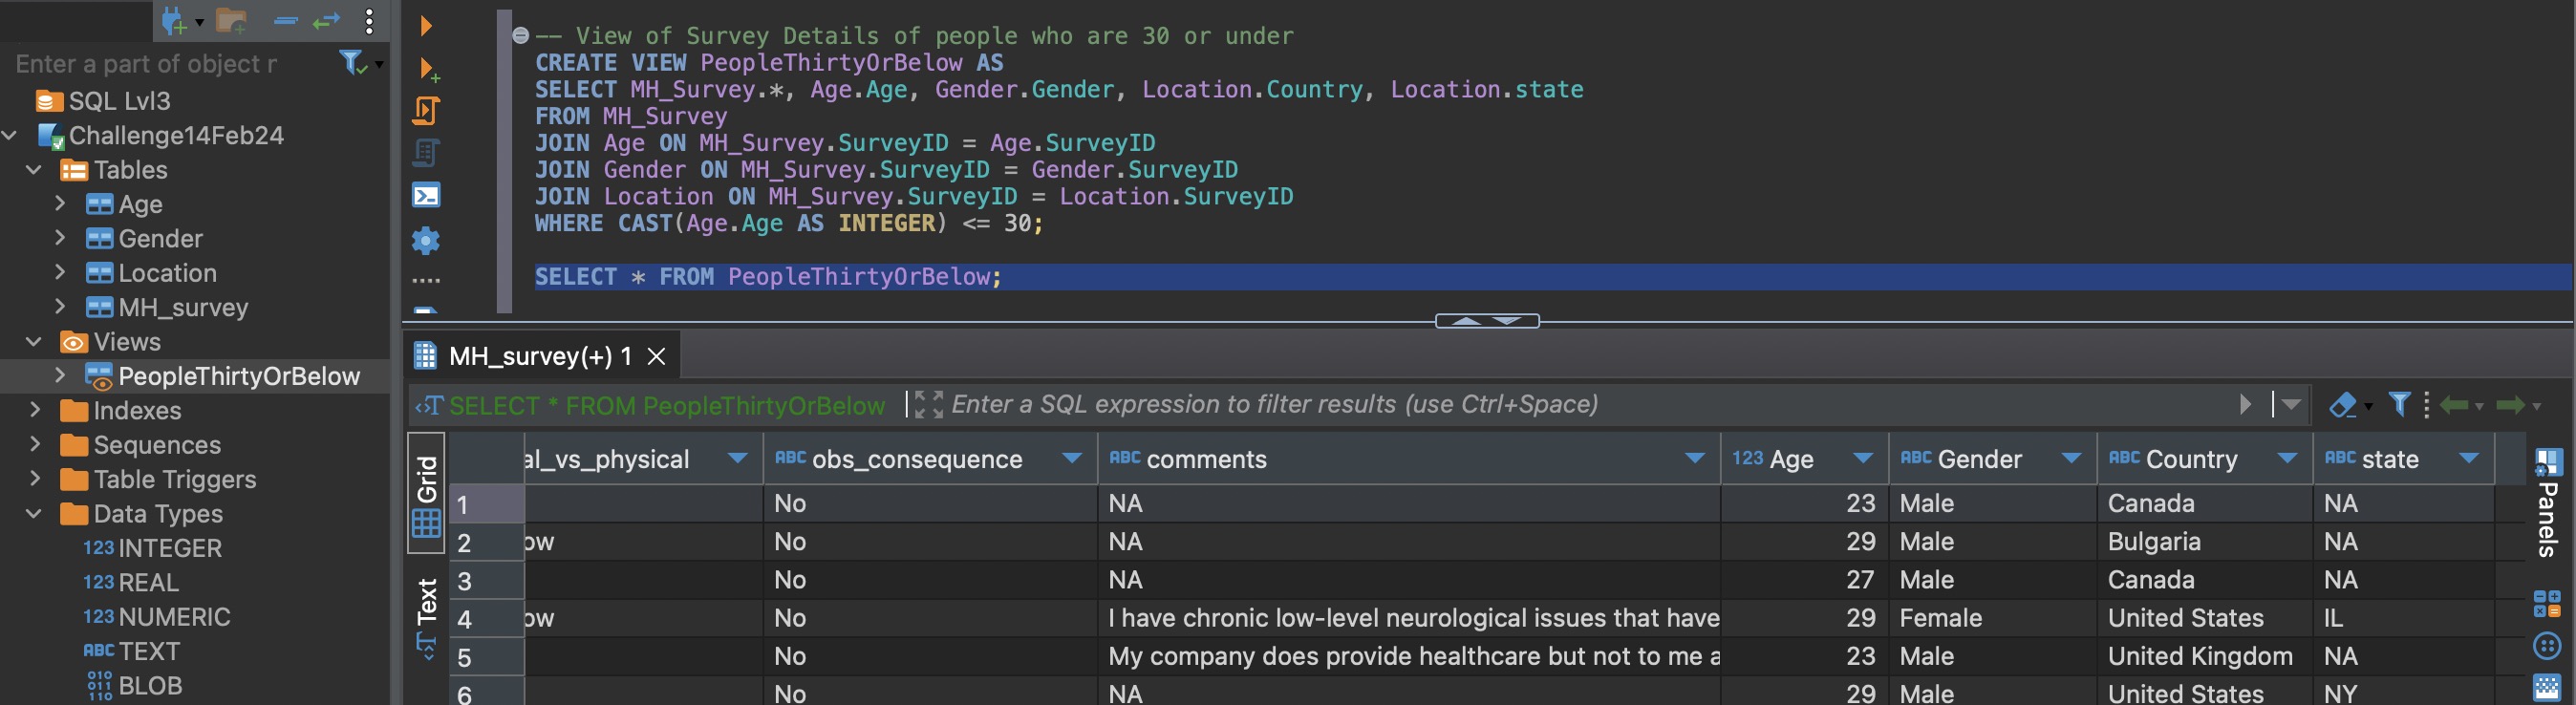 Enter a part of object r
SQL Lvl3
Challenge14Feb24
Tables
Age
Gender
Location
MH_survey
Views
PeopleThirtyOrBelow
Indexes
Sequences
Table Triggers
Data Types
123 INTEGER
123 REAL
123 NUMERIC
ABC TEXT
010 011 110 BLOB
-- View of Survey Details of people who are 30 or under
CREATE VIEW PeopleThirtyOrBelow AS
SELECT MH_Survey.*, Age.Age, Gender.Gender, Location.Country, Location.state
FROM MH_Survey
JOIN Age ON MH_Survey.SurveyID = Age.SurveyID
JOIN Gender ON MH_Survey.SurveyID = Gender.SurveyID
JOIN Location ON MH_Survey.SurveyID = Location.SurveyID
WHERE CAST(Age.Age AS INTEGER) <= 30;
SELECT * FROM PeopleThirtyOrBelow;
MH_survey(+) 1
SELECT * FROM PeopleThirtyOrBelow
Enter a SQL expression to filter results (use Ctrl+Space)
Grid
Text
al_vs_physical ABC obs_consequence ABC comments 123 Age ABC Gender ABC Country ABC state
1 No NA 23 Male Canada NA
2 ow No NA 29 Male Bulgaria NA
3 No NA 27 Male Canada NA
4 ow No I have chronic low-level neurological issues that have 29 Female United States IL
5 No My company does provide healthcare but not to me a 23 Male United Kingdom NA
6 No NA 29 Male United States NY
Panels